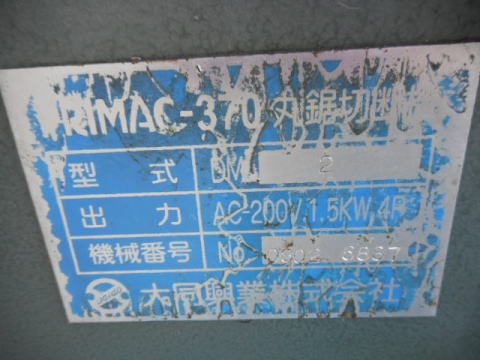 RIMAC-370 丸鋸切断
型式 DM 2
出力 AC-200V.1.5KW.4P
機械番号 No.
大同興業株式会社